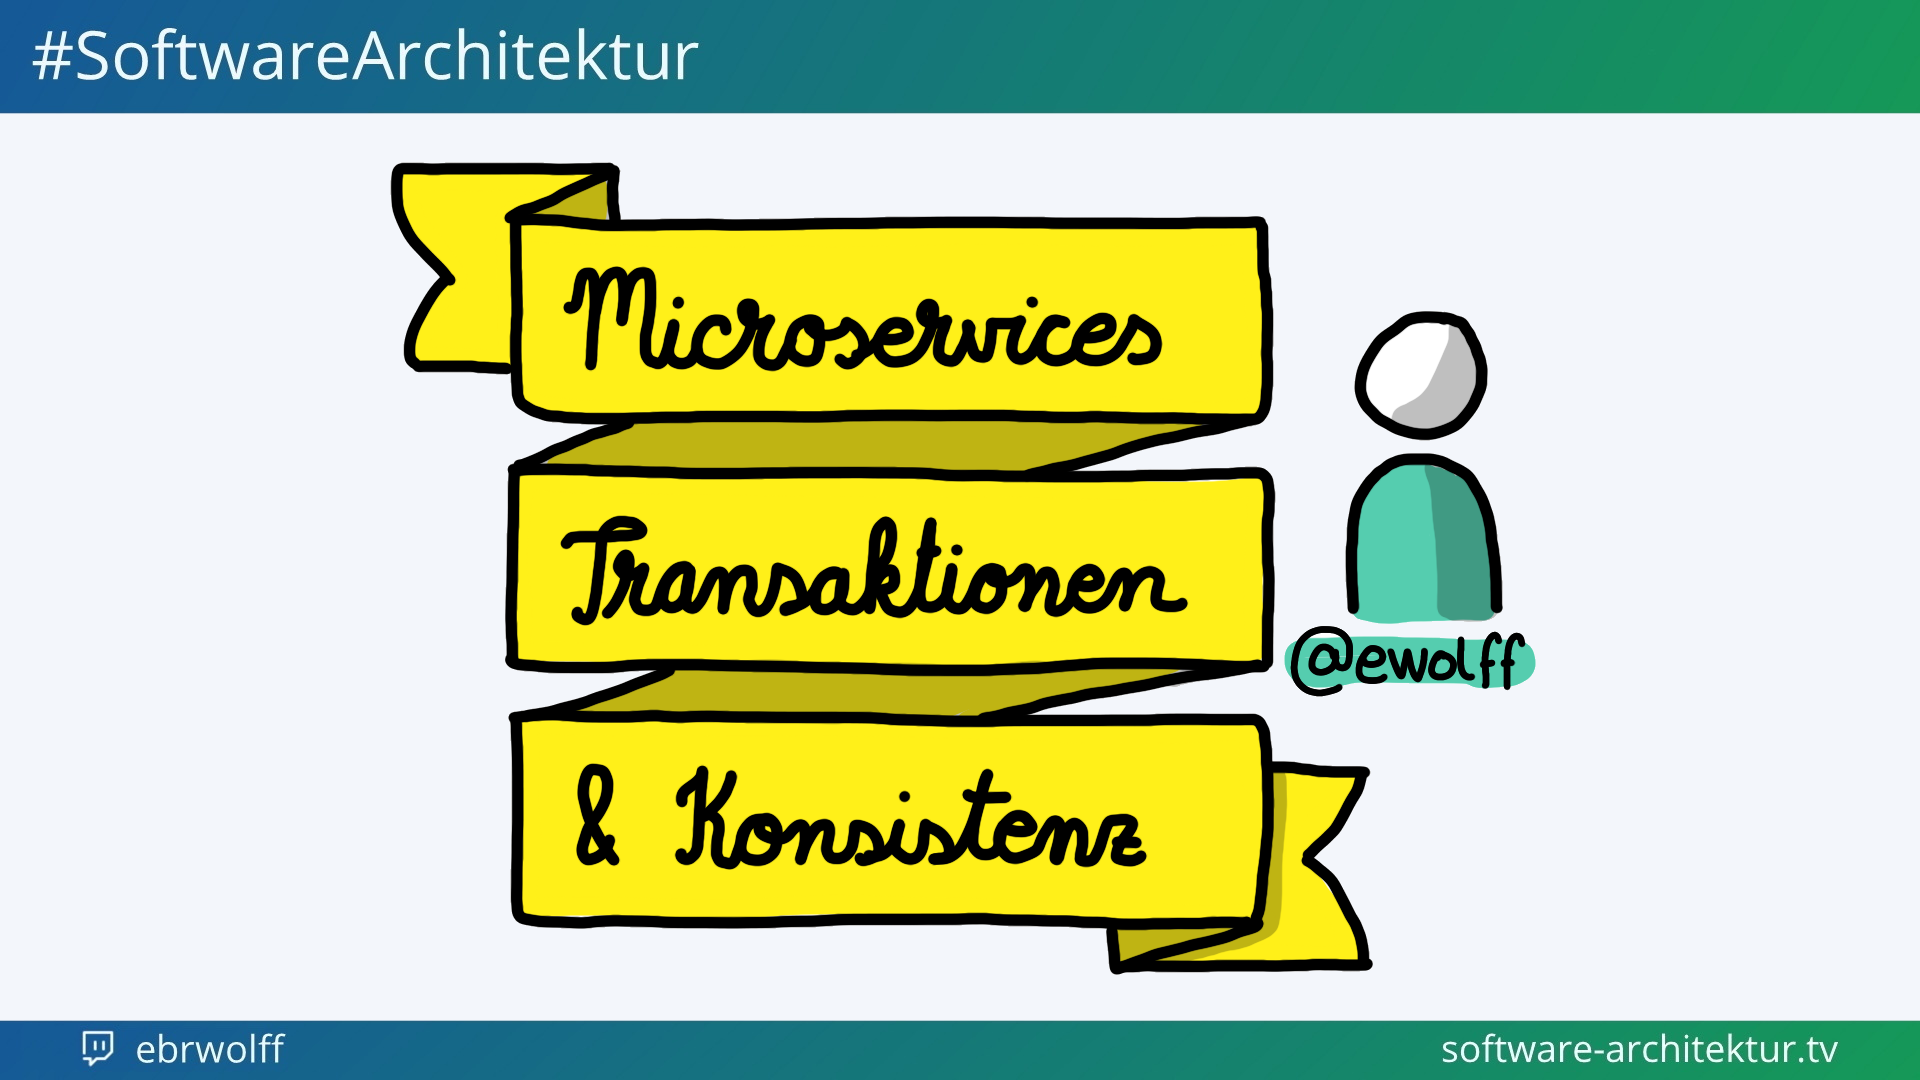 #SoftwareArchitektur
Microservices
Transaktionen
& Konsistenz
@ewolff
ebrwolff
software-architektur.tv